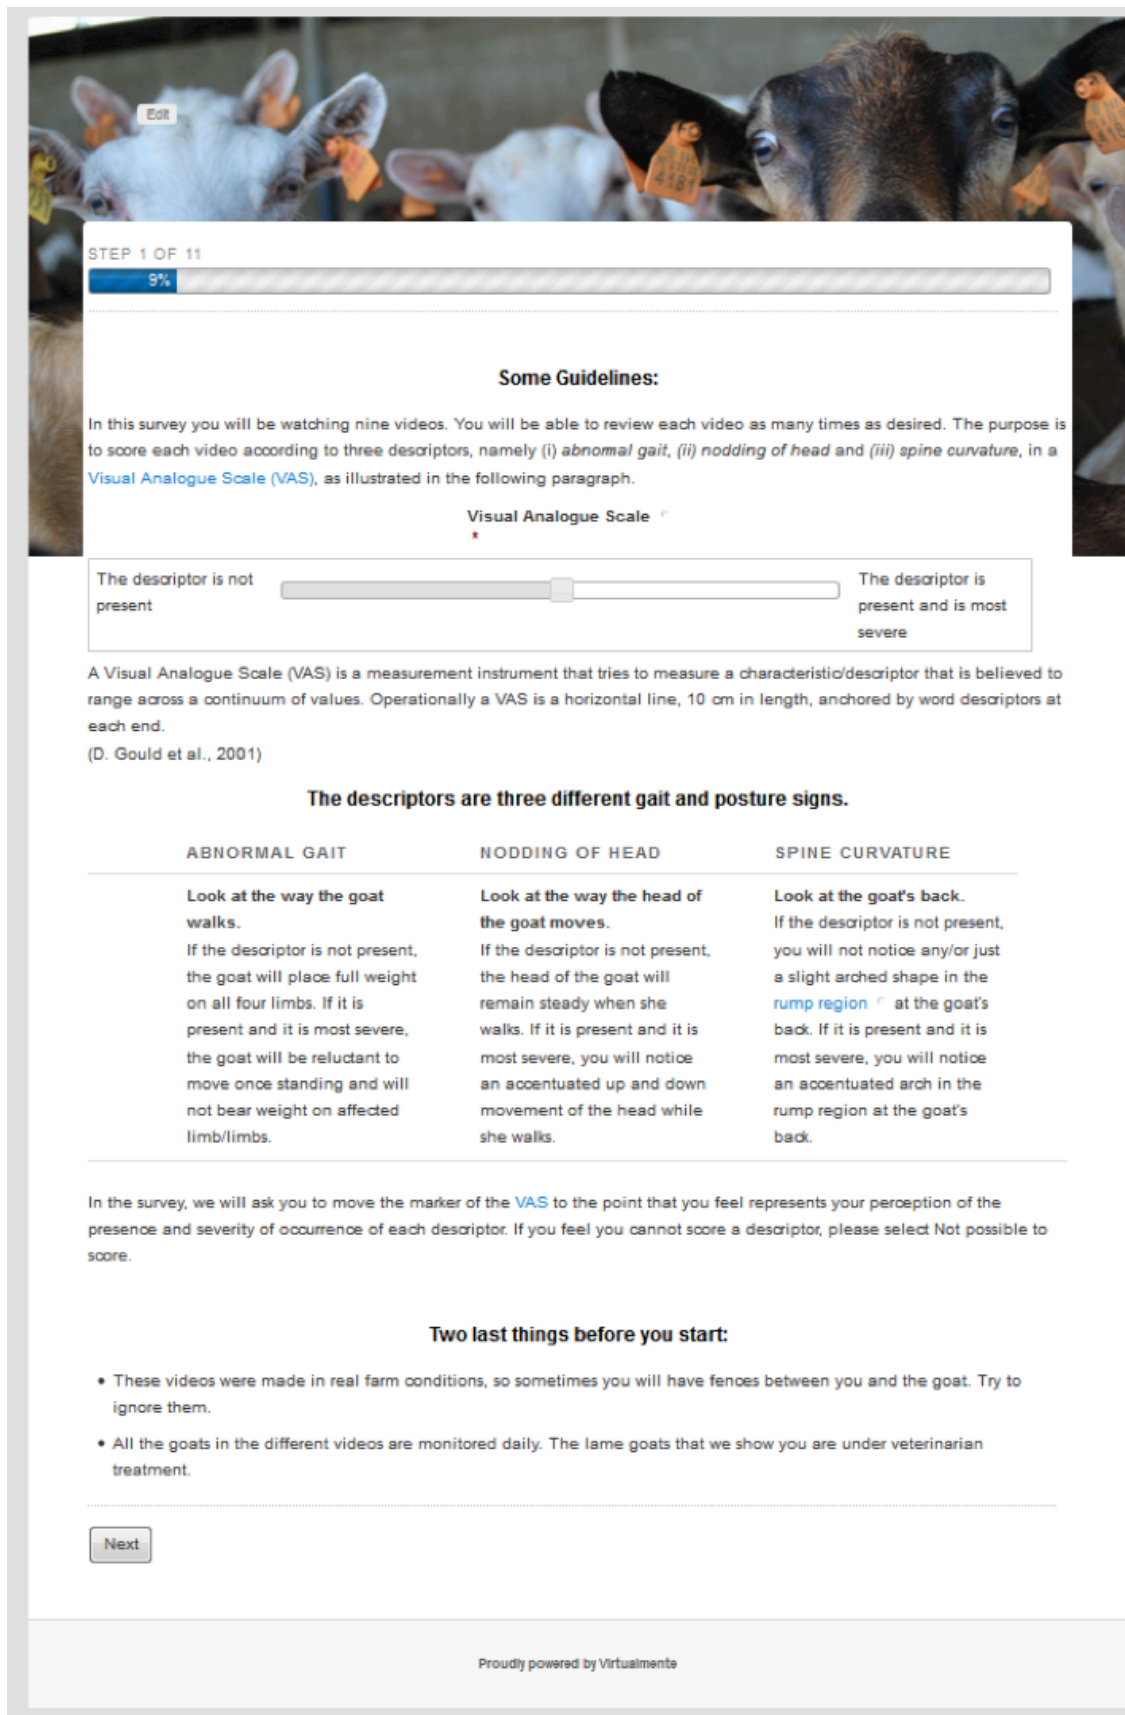 Edit
4181
STEP 1 OF 11
9%
Some Guidelines:
In this survey you will be watching nine videos. You will be able to review each video as many times as desired. The purpose is
to score each video according to three descriptors, namely (i) abnormal gait, (ii) nodding of head and (iii) spine curvature, in a
Visual Analogue Scale (VAS), as illustrated in the following paragraph.
Visual Analogue Scale
*
The descriptor is not
present
The descriptor is
present and is most
severe
A Visual Analogue Scale (VAS) is a measurement instrument that tries to measure a characteristic/descriptor that is believed to
range across a continuum of values. Operationally a VAS is a horizontal line, 10 cm in length, anchored by word descriptors at
each end.
(D. Gould et al., 2001)
The descriptors are three different gait and posture signs.
ABNORMAL GAIT
Look at the way the goat
walks.
If the descriptor is not present,
the goat will place full weight
on all four limbs. If it is
present and it is most severe,
the goat will be reluctant to
move once standing and will
not bear weight on affected
limb/limbs.
NODDING OF HEAD
Look at the way the head of
the goat moves.
If the descriptor is not present,
the head of the goat will
remain steady when she
walks. If it is present and it is
most severe, you will notice
an accentuated up and down
movement of the head while
she walks.
SPINE CURVATURE
Look at the goat's back.
If the descriptor is not present,
you will not notice any/or just
a slight arched shape in the
rump region at the goat's
back. If it is present and it is
most severe, you will notice
an accentuated arch in the
rump region at the goat's
back.
In the survey, we will ask you to move the marker of the VAS to the point that you feel represents your perception of the
presence and severity of occurrence of each descriptor. If you feel you cannot score a descriptor, please select Not possible to
score.
Two last things before you start:
• These videos were made in real farm conditions, so sometimes you will have fences between you and the goat. Try to
ignore them.
• All the goats in the different videos are monitored daily. The lame goats that we show you are under veterinarian
treatment.
Next
Proudly powered by Virtualmente